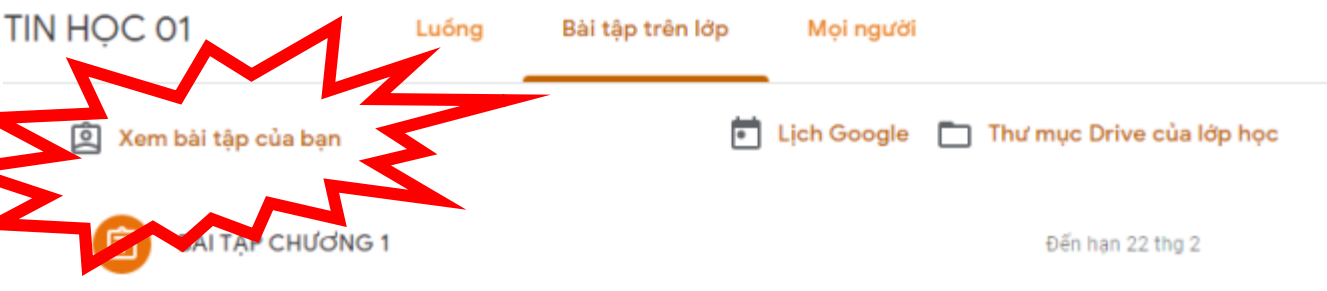 TIN HỌC 01
Luồng Bài tập trên lớp Mọi người
Xem bài tập của bạn
Lịch Google Thư mục Drive của lớp học
BÀI TẬP CHƯƠNG 1
Đến hạn 22 thg 2